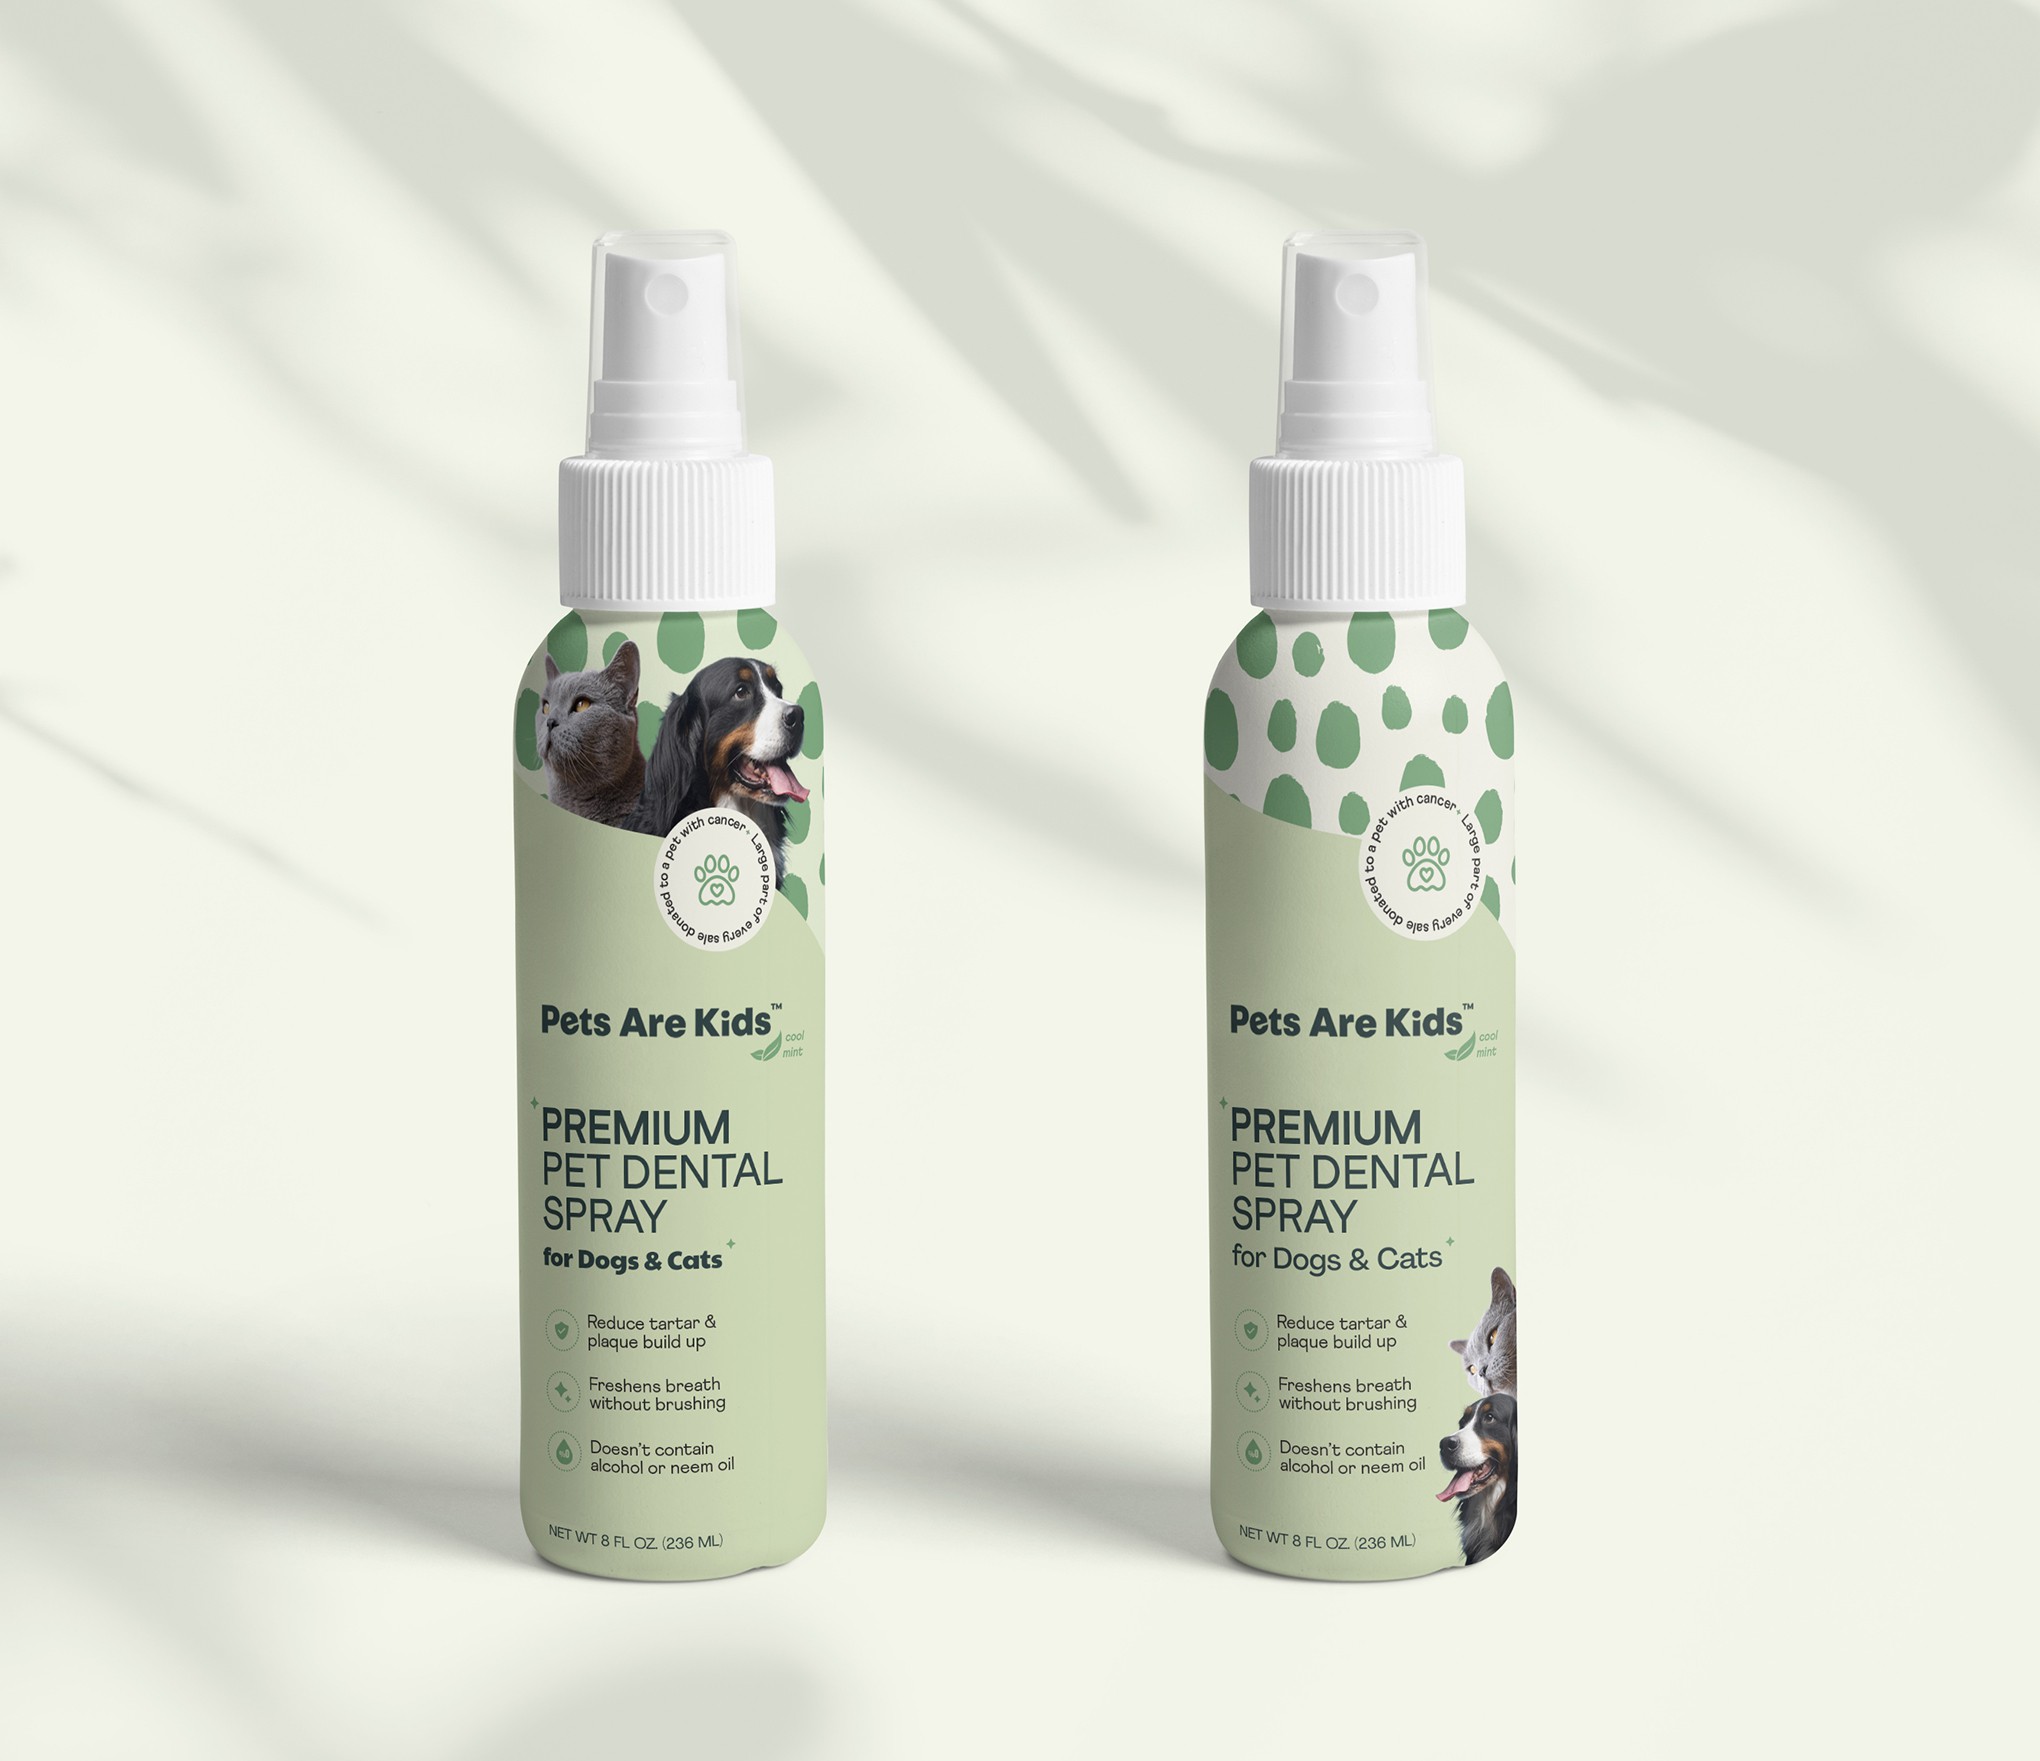 Large part of every sale donated to a pet with cancer
Pets Are Kids™
cool
mint
PREMIUM
PET DENTAL
SPRAY
for Dogs & Cats
Reduce tartar &
plaque build up
Freshens breath
without brushing
Doesn't contain
alcohol or neem oil
NET WT 8 FL OZ. (236 ML)
Large part of every sale donated to a pet with cancer
Pets Are Kids™
cool
mint
PREMIUM
PET DENTAL
SPRAY
for Dogs & Cats
Reduce tartar &
plaque build up
Freshens breath
without brushing
Doesn't contain
alcohol or neem oil
NET WT 8 FL OZ. (236 ML)